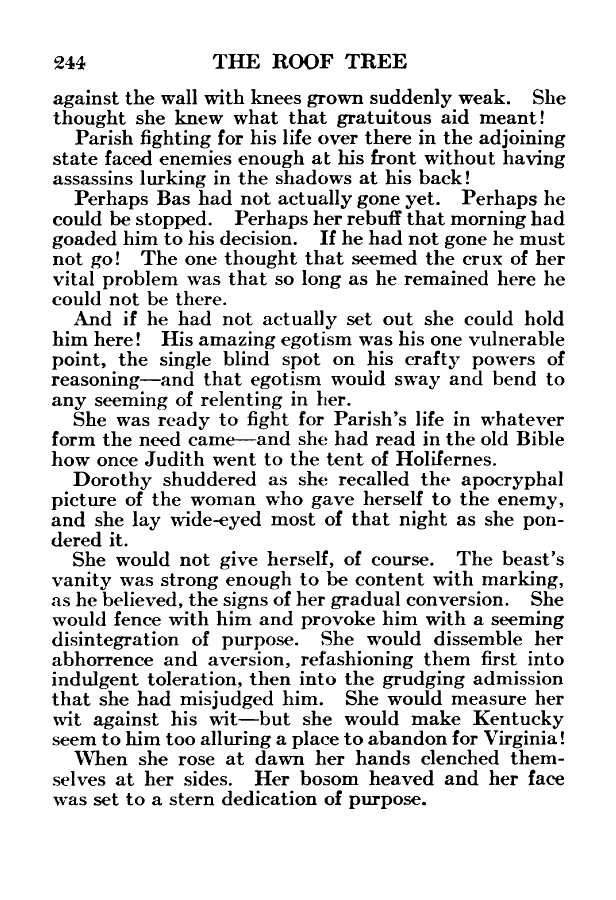 244 THE ROOF TREE
against the wall with knees grown suddenly weak. She
thought she knew what that gratuitous aid meant!
Parish fighting for his life over there in the adjoining
state faced enemies enough at his front without having
assassins lurking in the shadows at his back!
Perhaps Bas had not actually gone yet. Perhaps he
could be stopped. Perhaps her rebuff that morning had
goaded him to his decision. If he had not gone he must
not go! The one thought that seemed the crux of her
vital problem was that so long as he remained here he
could not be there.
And if he had not actually set out she could hold
him here! His amazing egotism was his one vulnerable
point, the single blind spot on his crafty powers of
reasoning—and that egotism would sway and bend to
any seeming of relenting in her.
She was ready to fight for Parish's life in whatever
form the need came—and she had read in the old Bible
how once Judith went to the tent of Holifernes.
Dorothy shuddered as she recalled the apocryphal
picture of the woman who gave herself to the enemy,
and she lay wide-eyed most of that night as she pon-
dered it.
She would not give herself, of course. The beast's
vanity was strong enough to be content with marking,
as he believed, the signs of her gradual conversion. She
would fence with him and provoke him with a seeming
disintegration of purpose. She would dissemble her
abhorrence and aversion, refashioning them first into
indulgent toleration, then into the grudging admission
that she had misjudged him. She would measure her
wit against his wit—but she would make Kentucky
seem to him too alluring a place to abandon for Virginia!
When she rose at dawn her hands clenched them-
selves at her sides. Her bosom heaved and her face
was set to a stern dedication of purpose.